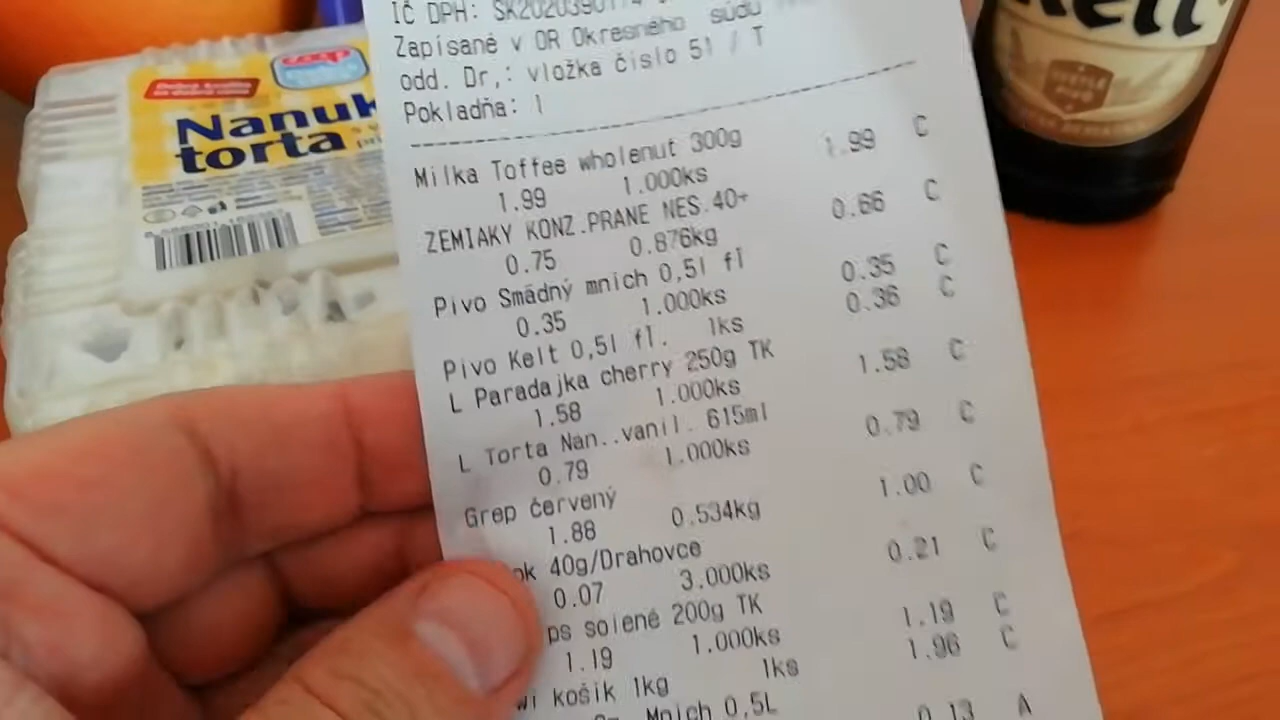 IČ DPH:
Zapísané v OR Okresného súdu
odd. Dr,: vložka číslo 51 / T
Pokladňa: 1
Milka Toffee wholenut 300g
1.99 1.000ks 1.99 C
ZEMIAKY KONZ.PRANE NES.40+
0.75 0.876kg 0.66 C
Pivo Smädný mních 0,5l fl
0.35 1.000ks 0.35 C
Pivo Kelt 0,5l fl. 1ks 0.36 C
L Paradajka cherry 250g TK
1.58 1.000ks 1.58 C
L Torta Nan..vanil. 615ml
0.79 1.000ks 0.79 C
Grep červený
1.88 0.534kg 1.00 C
ok 40g/Drahovce
0.07 3.000ks 0.21 C
ps solené 200g TK
1.19 1.000ks 1.19 C
wi košík 1kg 1ks 1.96 C
Mnich 0,5L 0.13 A
Nanuk
torta